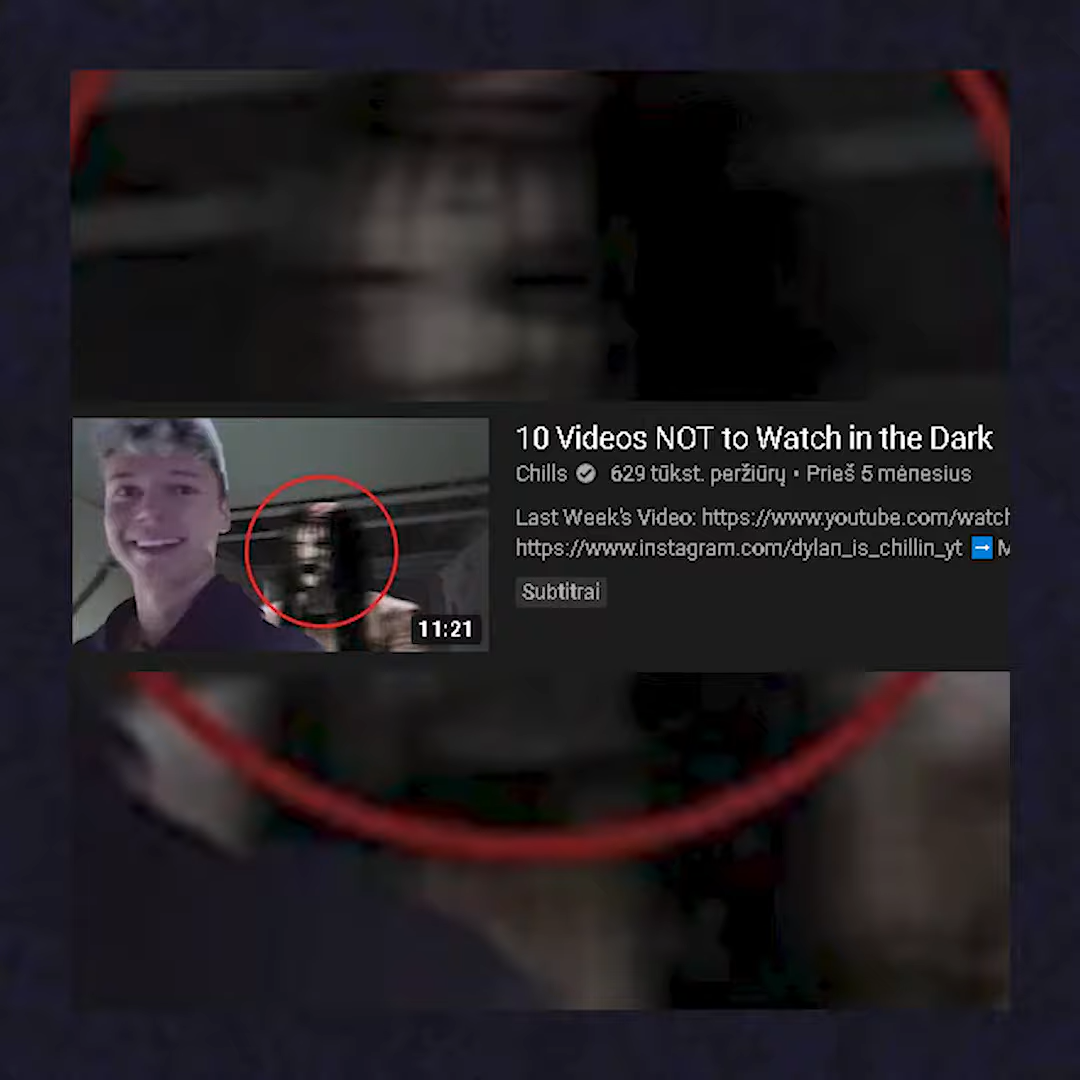 10 Videos NOT to Watch in the Dark
Chills 629 tūkst. peržiūrų • Prieš 5 mėnesius
Last Week's Video: https://www.youtube.com/watch
https://www.instagram.com/dylan_is_chillin_yt ➡ M
Subtitrai
11:21